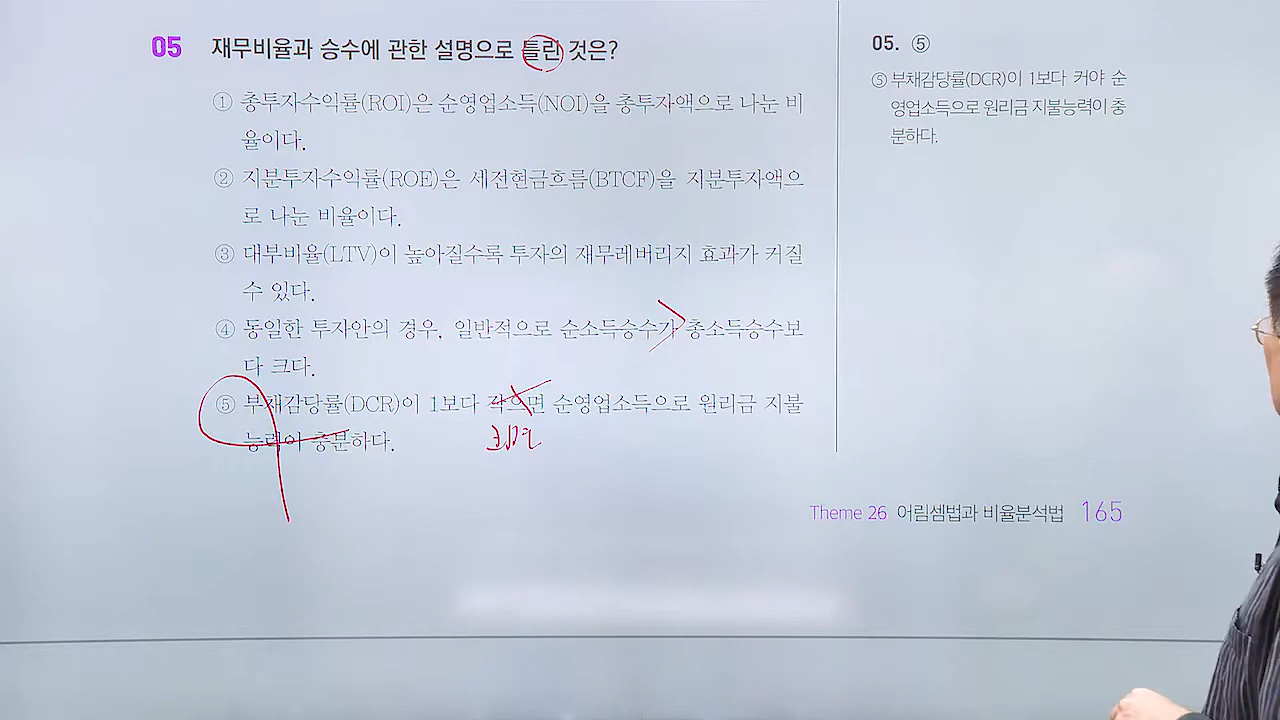 05 재무비율과 승수에 관한 설명으로 틀린 것은?
① 총투자수익률(ROI)은 순영업소득(NOI)을 총투자액으로 나눈 비
율이다.
② 지분투자수익률(ROE)은 세전현금흐름(BTCF)을 지분투자액으
로 나눈 비율이다.
③ 대부비율(LTV)이 높아질수록 투자의 재무레버리지 효과가 커질
수 있다.
④ 동일한 투자안의 경우, 일반적으로 순소득승수가 > 총소득승수보
다 크다.
⑤ 부채감당률(DCR)이 1보다 작으면 순영업소득으로 원리금 지불
능력이 충분하다.
크면
05. ⑤
⑤ 부채감당률(DCR)이 1보다 커야 순
영업소득으로 원리금 지불능력이 충
분하다.
Theme 26 어림셈법과 비율분석법 165